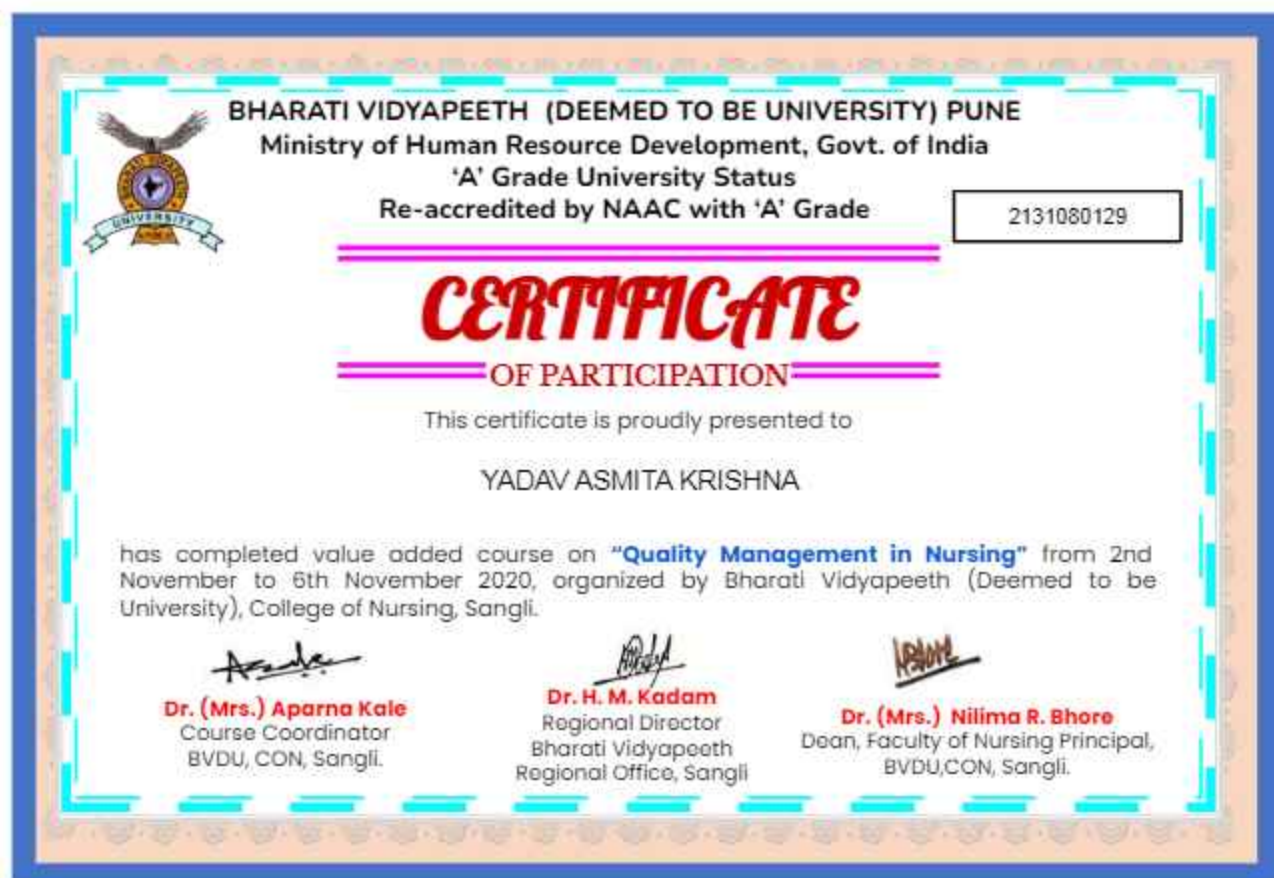 BHARATI VIDYAPEETH (DEEMED TO BE UNIVERSITY) PUNE
Ministry of Human Resource Development, Govt. of India
‘A’ Grade University Status
Re-accredited by NAAC with ‘A’ Grade
2131080129
BHARATI VIDYAPEETH
UNIVERSITY
CERTIFICATE
OF PARTICIPATION
This certificate is proudly presented to
YADAV ASMITA KRISHNA
has completed value added course on “Quality Management in Nursing” from 2nd
November to 6th November 2020, organized by Bharati Vidyapeeth (Deemed to be
University), College of Nursing, Sangli.
Dr. (Mrs.) Aparna Kale
Course Coordinator
BVDU, CON, Sangli.
Dr. H. M. Kadam
Regional Director
Bharati Vidyapeeth
Regional Office, Sangli
Dr. (Mrs.) Nilima R. Bhore
Dean, Faculty of Nursing Principal,
BVDU,CON, Sangli.